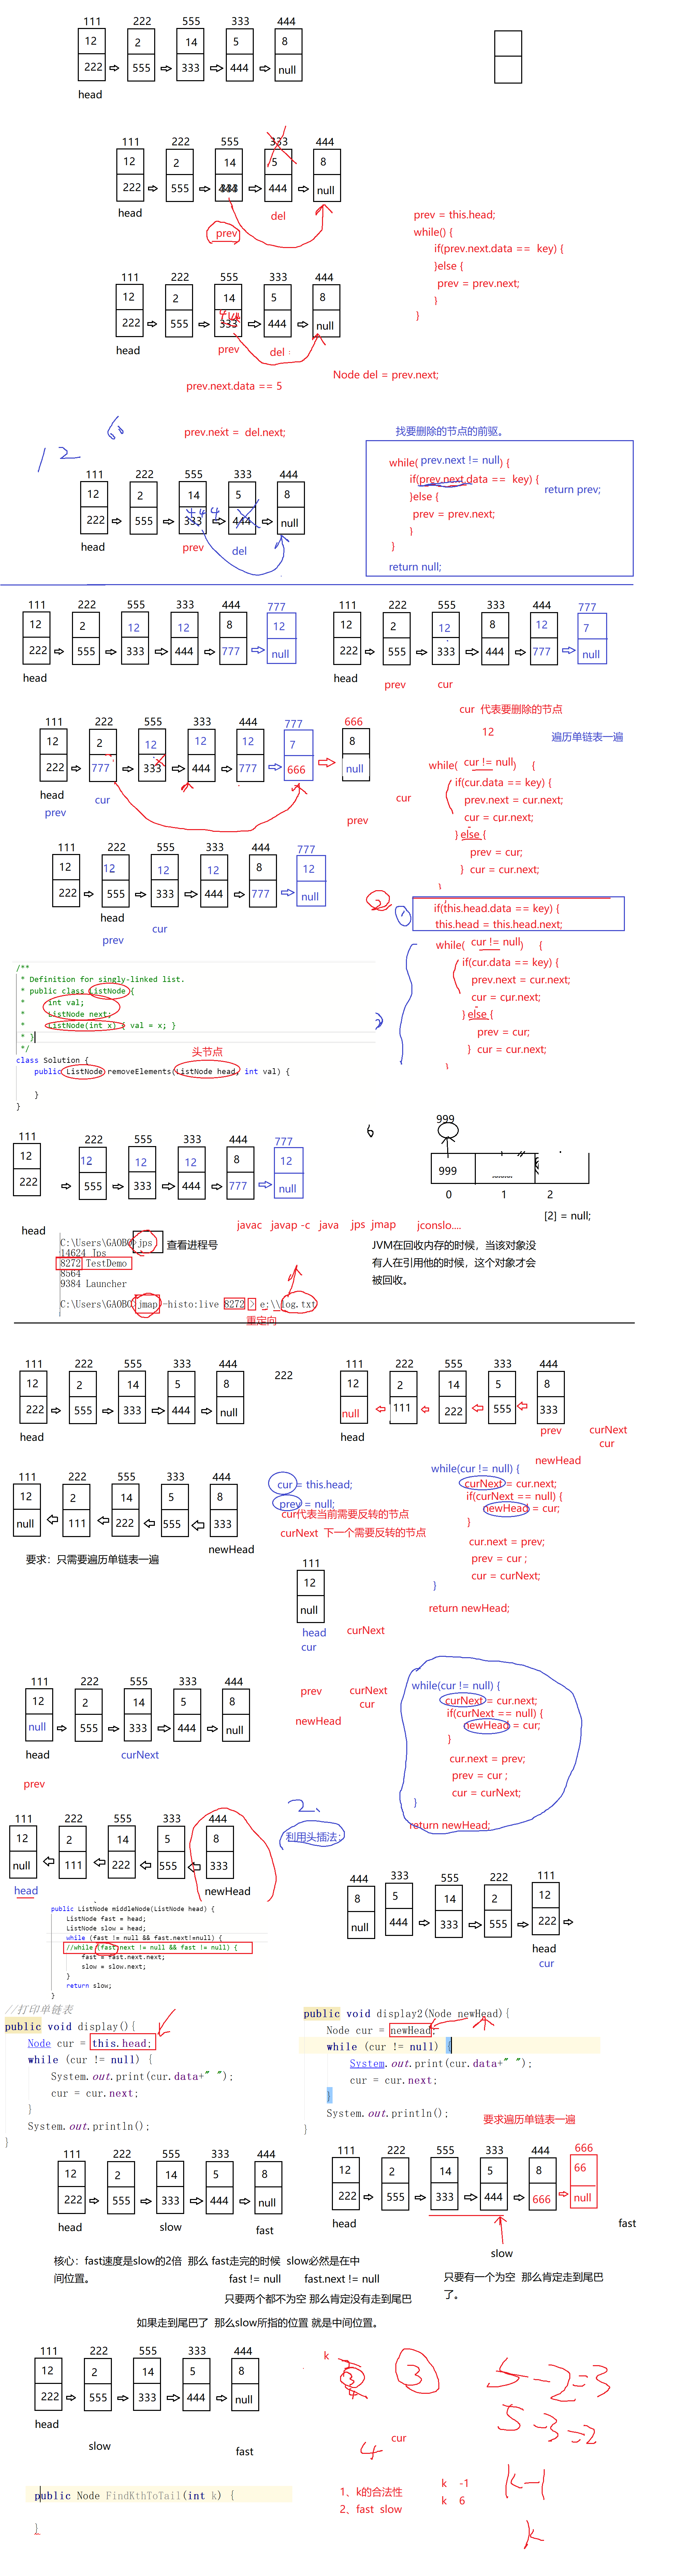 111 222 555 333 444
12 2 14 5 8
222 555 333 444 null
head
111 222 555 333 444
12 2 14 5 8
222 555 444 null
head prev del
prev = this.head;
while() {
if(prev.next.data == key) {
}else {
prev = prev.next;
}
}
111 222 555 333 444
12 2 14 5 8
222 555 333 444 null
head prev del
Node del = prev.next;
prev.next.data == 5
prev.next = del.next;
12
111 222 555 333 444
12 2 14 5 8
222 555 333 444 444 null
head prev del
找要删除的节点的前驱。
while( prev.next != null) {
if(prev.next.data == key) {
return prev;
}else {
prev = prev.next;
}
}
return null;
111 222 555 333 444 777
12 2 12 12 8 12
222 555 333 444 777 null
head
111 222 555 333 444 777
12 2 12 8 12 7
222 555 333 444 777 null
head prev cur
cur 代表要删除的节点
12
遍历单链表一遍
111 222 555 333 444 777 666
12 2 12 12 12 7 8
222 777 333 444 777 666 null
head cur
prev
cur
prev
while( cur != null) {
if(cur.data == key) {
prev.next = cur.next;
cur = cur.next;
} else {
prev = cur;
} cur = cur.next;
}
111 222 555 333 444 777
12 12 12 12 8 12
222 555 333 444 777 null
head
prev cur
2
①
if(this.head.data == key) {
this.head = this.head.next;
while( cur != null) {
if(cur.data == key) {
prev.next = cur.next;
cur = cur.next;
} else {
prev = cur;
} cur = cur.next;
}
/**
* Definition for singly-linked list.
* public class ListNode {
* int val;
* ListNode next;
* ListNode(int x) { val = x; }
* }
*/
class Solution {
头节点
public ListNode removeElements(ListNode head, int val) {
}
}
111 222 555 333 444 777
12 12 12 12 8 12
222 555 333 444 777 null
head
6
999
999
0 1 2
[2] = null;
javac javap -c java jps jmap jconslo....
C:\Users\GAOBO>jps
查看进程号
14624 Jps
8272 TestDemo
8564
9384 Launcher
C:\Users\GAOBO>jmap -histo:live 8272 > e:\\log.txt
重定向
JVM在回收内存的时候，当该对象没
有人在引用他的时候，这个对象才会
被回收。
111 222 555 333 444
12 2 14 5 8
222 555 333 444 null
head
222
111 222 555 333 444
12 2 14 5 8
null 111 222 555 333
head prev curNext
cur
newHead
111 222 555 333 444
12 2 14 5 8
null 111 222 555 333
newHead
要求：只需要遍历单链表一遍
cur = this.head;
prev = null;
cur代表当前需要反转的节点
curNext 下一个需要反转的节点
while(cur != null) {
curNext = cur.next;
if(curNext == null) {
newHead = cur;
}
cur.next = prev;
prev = cur ;
cur = curNext;
}
return newHead;
111
12
null
head curNext
cur
111 222 555 333 444
12 2 14 5 8
null 555 333 444 null
head curNext
prev
prev curNext
cur
newHead
while(cur != null) {
curNext = cur.next;
if(curNext == null) {
newHead = cur;
}
cur.next = prev;
prev = cur ;
cur = curNext;
}
return newHead;
111 222 555 333 444
12 2 14 5 8
null 111 222 555 333
head newHead
2、
利用头插法:
444 333 555 222 111
8 5 14 2 12
null 444 333 555 222
head
cur
public ListNode middleNode(ListNode head) {
ListNode fast = head;
ListNode slow = head;
while (fast != null && fast.next!=null) {
//while (fast.next != null && fast != null) {
fast = fast.next.next;
slow = slow.next;
}
return slow;
}
//打印单链表
public void display(){
Node cur = this.head;
while (cur != null) {
System.out.print(cur.data+" ");
cur = cur.next;
}
System.out.println();
}
public void display2(Node newHead){
Node cur = newHead;
while (cur != null) {
System.out.print(cur.data+" ");
cur = cur.next;
}
System.out.println();
}
要求遍历单链表一遍
111 222 555 333 444
12 2 14 5 8
222 555 333 444 null
head slow fast
111 222 555 333 444 666
12 2 14 5 8 66
222 555 333 444 666 null
head fast
slow
核心：fast速度是slow的2倍 那么 fast走完的时候 slow必然是在中
间位置。 fast != null fast.next != null
只要两个都不为空 那么肯定没有走到尾巴
只要有一个为空 那么肯定走到尾巴
了。
如果走到尾巴了 那么slow所指的位置 就是中间位置。
111 222 555 333 444
12 2 14 5 8
222 555 333 444 null
head
slow fast
k
3
4
3
5-2=3
5-3=2
cur
4
k-1
k
1、k的合法性
2、fast slow
k -1
k 6
public Node FindKthToTail(int k) {
}